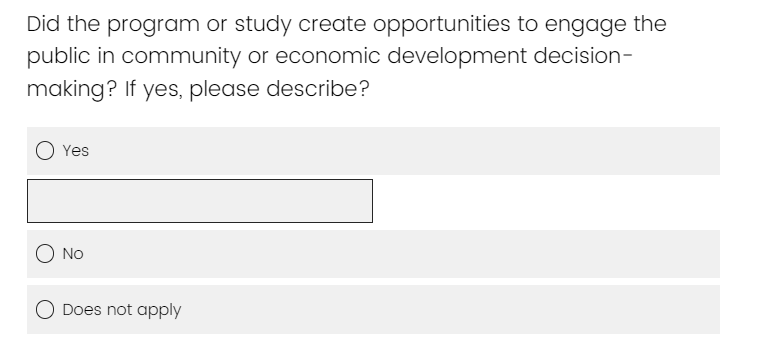 Did the program or study create opportunities to engage the
public in community or economic development decision-
making? If yes, please describe?
Yes
No
Does not apply